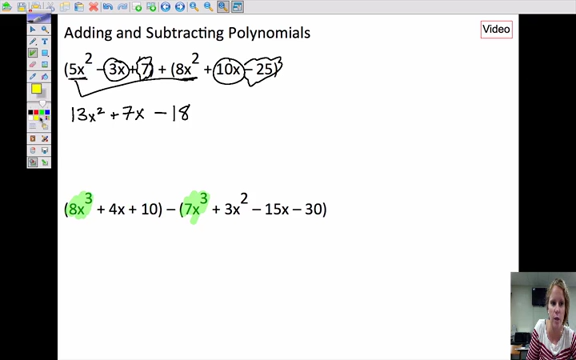 Adding and Subtracting Polynomials
Video
(5x² − 3x + 7) + (8x² + 10x − 25)
13x² + 7x − 18
(8x³ + 4x + 10) − (7x³ + 3x² − 15x − 30)